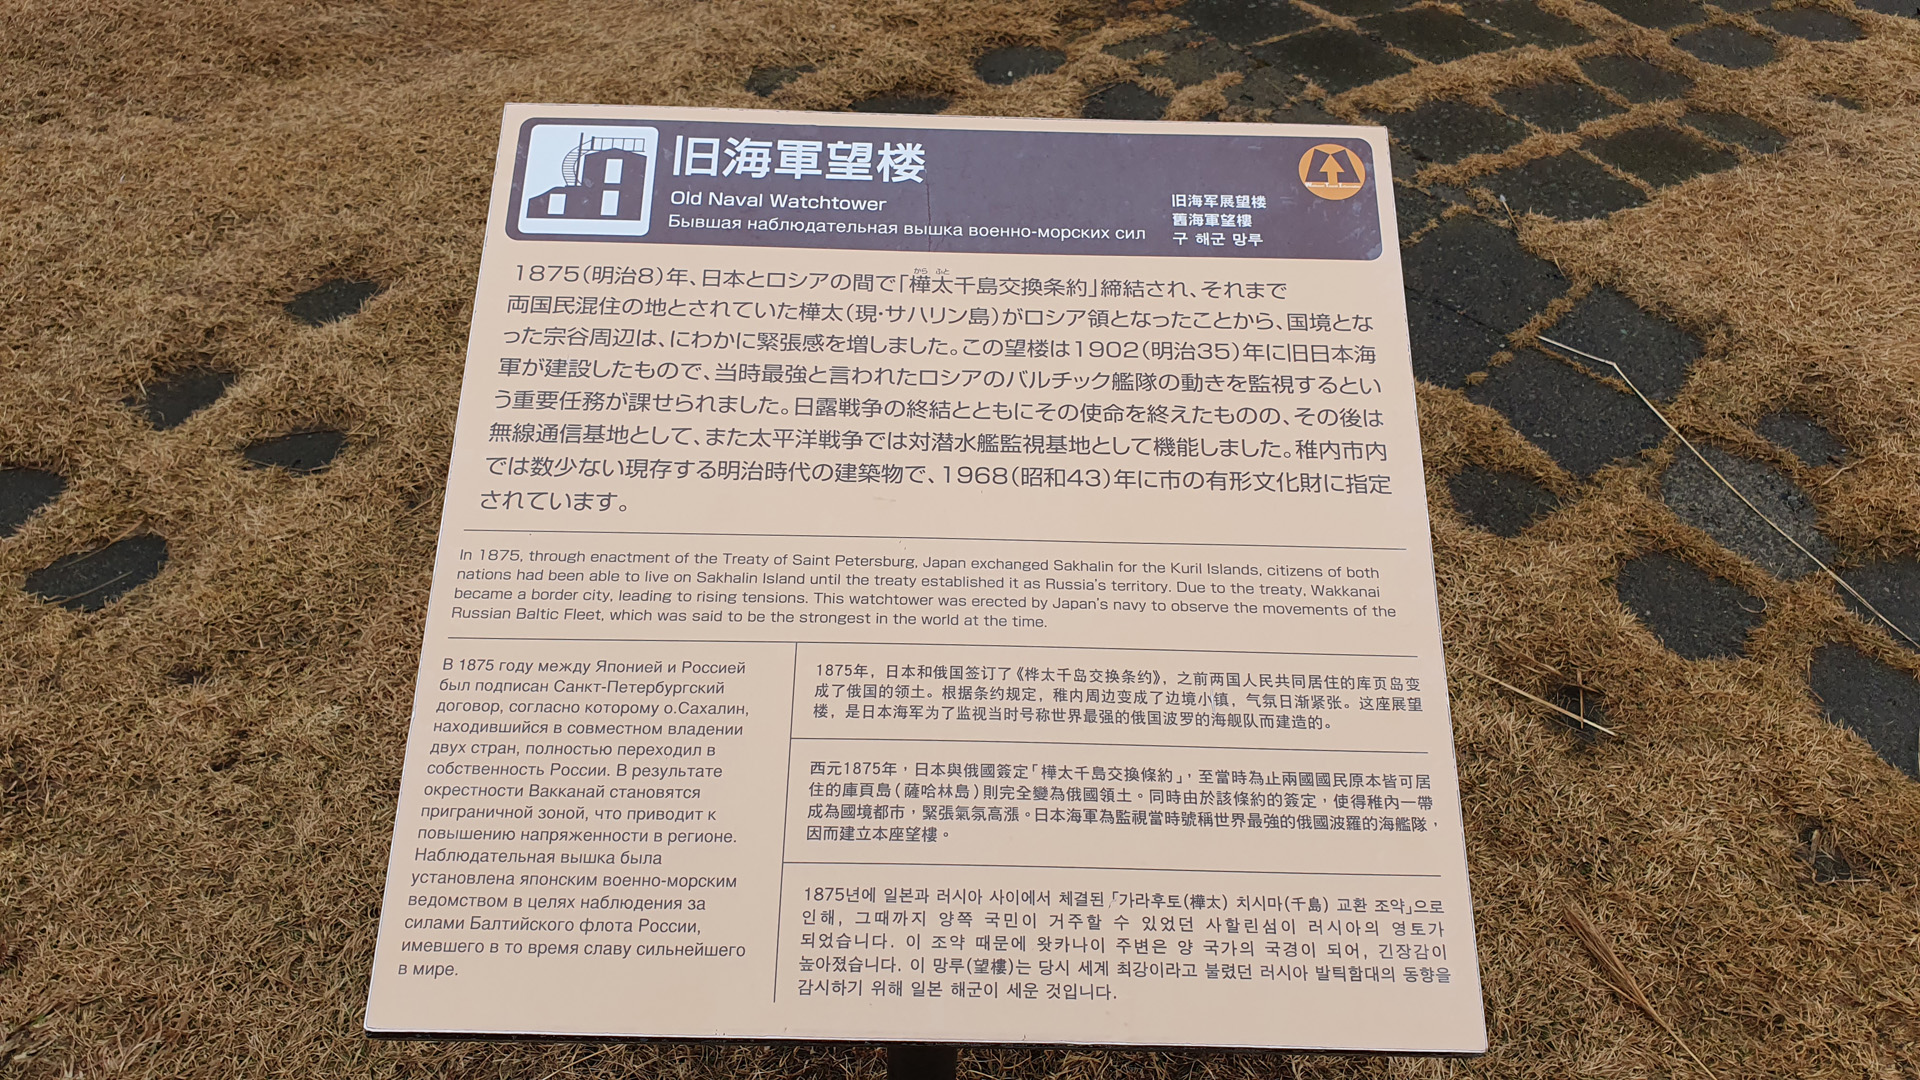 旧海軍望楼
Old Naval Watchtower
Бывшая наблюдательная вышка военно-морских сил
旧海军展望楼
舊海軍望樓
구 해군 망루
から ふと
1875(明治8)年、日本とロシアの間で「樺太千島交換条約」締結され、それまで
両国民混住の地とされていた樺太(現・サハリン島)がロシア領となったことから、国境とな
った宗谷周辺は、にわかに緊張感を増しました。この望楼は1902(明治35)年に旧日本海
軍が建設したもので、当時最強と言われたロシアのバルチック艦隊の動きを監視するとい
う重要任務が課せられました。日露戦争の終結とともにその使命を終えたものの、その後は
無線通信基地として、また太平洋戦争では対潜水艦監視基地として機能しました。稚内市内
では数少ない現存する明治時代の建築物で、1968(昭和43)年に市の有形文化財に指定
されています。
In 1875, through enactment of the Treaty of Saint Petersburg, Japan exchanged Sakhalin for the Kuril Islands, citizens of both
nations had been able to live on Sakhalin Island until the treaty established it as Russia's territory. Due to the treaty, Wakkanai
became a border city, leading to rising tensions. This watchtower was erected by Japan's navy to observe the movements of the
Russian Baltic Fleet, which was said to be the strongest in the world at the time.
В 1875 году между Японией и Россией
был подписан Санкт-Петербургский
договор, согласно которому о.Сахалин,
находившийся в совместном владении
двух стран, полностью переходил в
собственность России. В результате
окрестности Вакканай становятся
приграничной зоной, что приводит к
повышению напряженности в регионе.
Наблюдательная вышка была
установлена японским военно-морским
ведомством в целях наблюдения за
силами Балтийского флота России,
имевшего в то время славу сильнейшего
в мире.
1875年，日本和俄国签订了《桦太千岛交换条约》，之前两国人民共同居住的库页岛变
成了俄国的领土。根据条约规定，稚内周边变成了边境小镇，气氛日渐紧张。这座展望
楼，是日本海军为了监视当时号称世界最强的俄国波罗的海舰队而建造的。
西元1875年，日本與俄國簽定「樺太千島交換條約」，至當時為止兩國國民原本皆可居
住的庫頁島（薩哈林島）則完全變為俄國領土。同時由於該條約的簽定，使得稚內一帶
成為國境都市，緊張氣氛高漲。日本海軍為監視當時號稱世界最強的俄國波羅的海艦隊，
因而建立本座望樓。
1875년에 일본과 러시아 사이에서 체결된 「가라후토(樺太) 치시마(千島) 교환 조약」으로
인해, 그때까지 양쪽 국민이 거주할 수 있었던 사할린섬이 러시아의 영토가
되었습니다. 이 조약 때문에 왓카나이 주변은 양 국가의 국경이 되어, 긴장감이
높아졌습니다. 이 망루(望樓)는 당시 세계 최강이라고 불렸던 러시아 발틱함대의 동향을
감시하기 위해 일본 해군이 세운 것입니다.